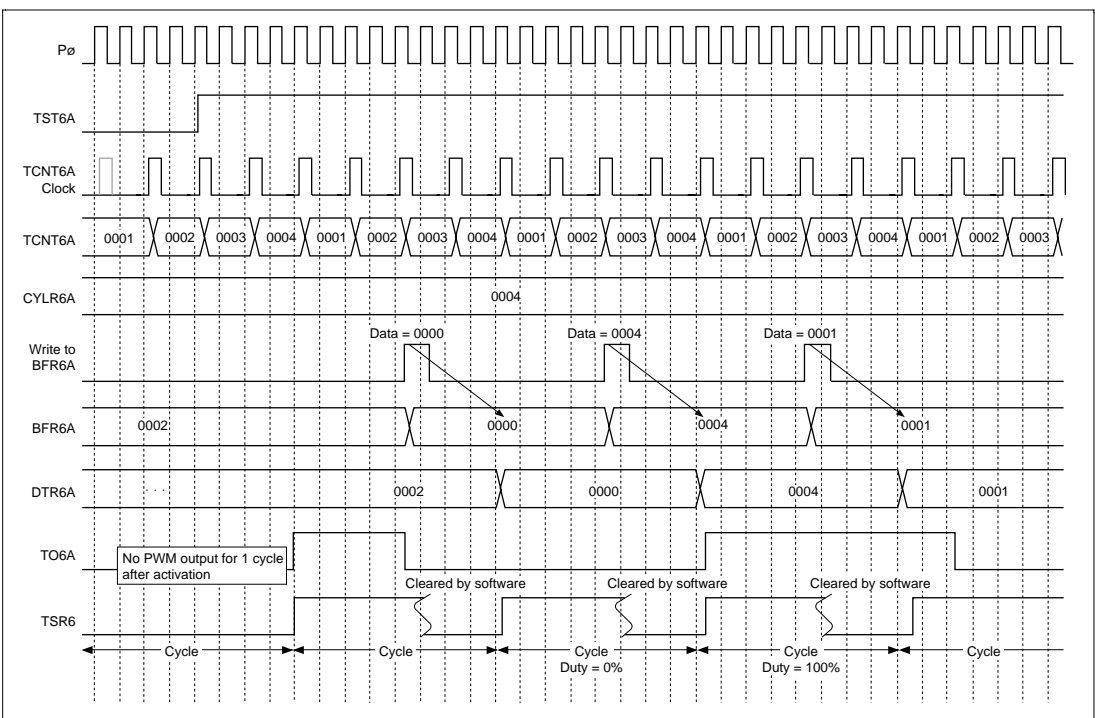 Pø
TST6A
TCNT6A
Clock
TCNT6A 0001 0002 0003 0004 0001 0002 0003 0004 0001 0002 0003 0004 0001 0002 0003 0004 0001 0002 0003
CYLR6A 0004
Data = 0000 Data = 0004 Data = 0001
Write to
BFR6A
BFR6A 0002 0000 0004 0001
DTR6A · · · 0002 0000 0004 0001
TO6A
No PWM output for 1 cycle
after activation
Cleared by software Cleared by software Cleared by software
TSR6
Cycle Cycle Cycle Cycle Cycle
Duty = 0% Duty = 100%